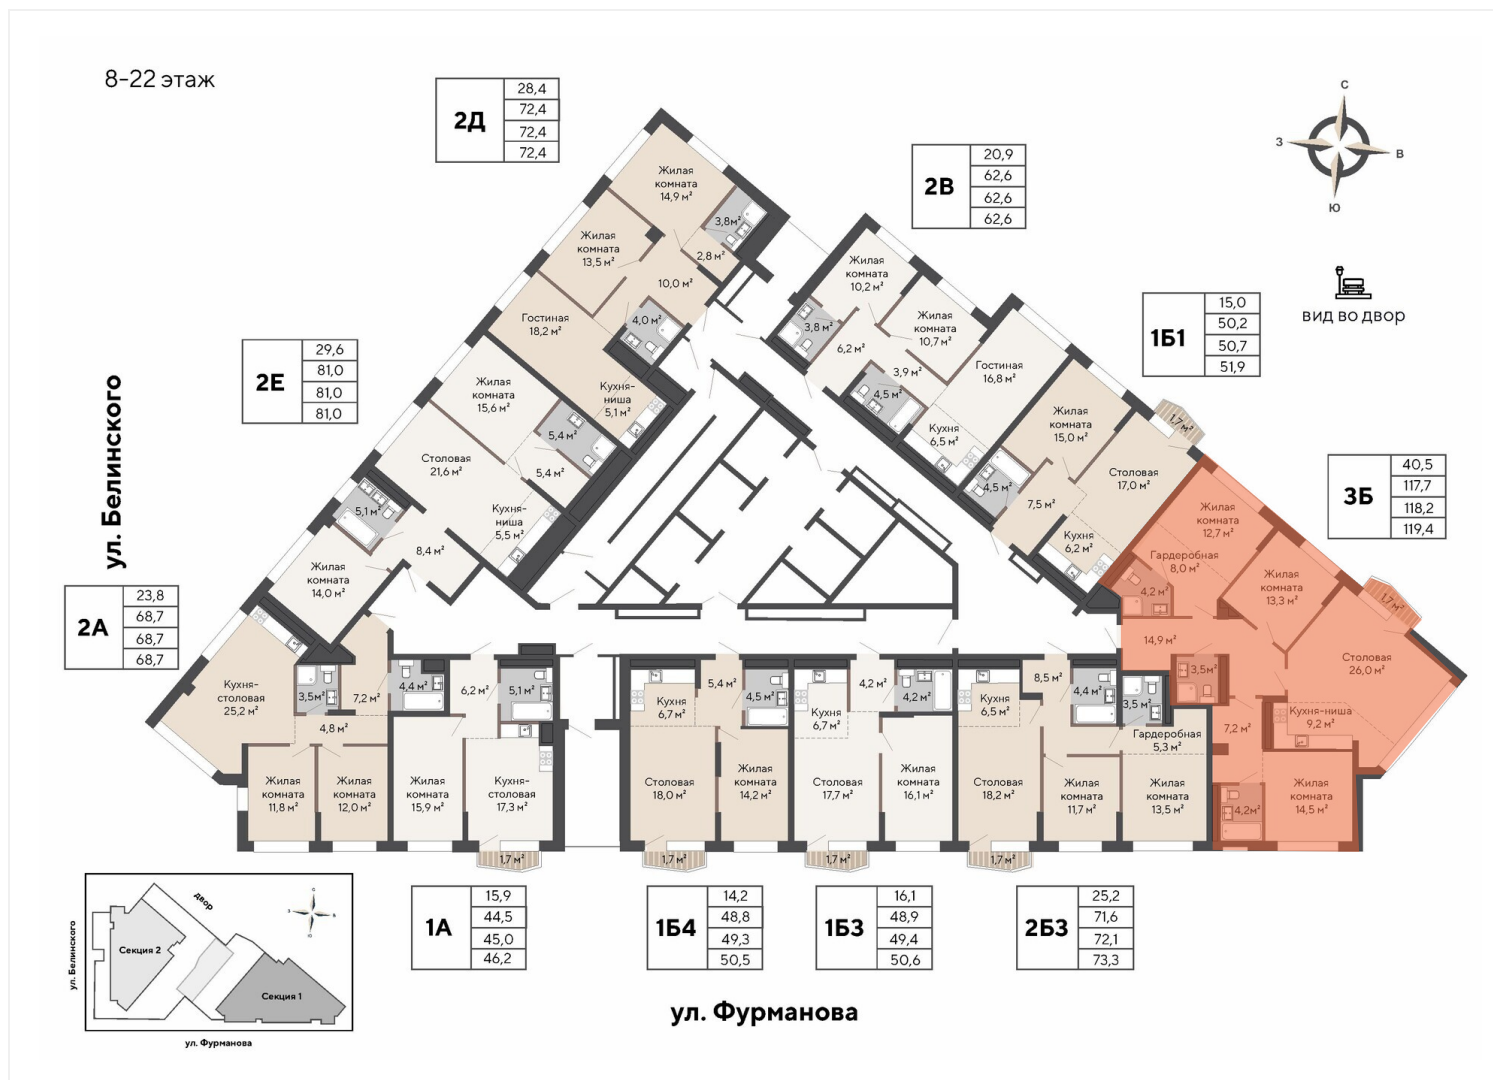 8-22 этаж
2Д
28,4
72,4
72,4
72,4
2В
20,9
62,6
62,6
62,6
С
З
В
Ю
вид во двор
1Б1
15,0
50,2
50,7
51,9
3Б
40,5
117,7
118,2
119,4
2Е
29,6
81,0
81,0
81,0
ул. Белинского
2А
23,8
68,7
68,7
68,7
Жилая
комната
14,9 м²
3,8м²
2,8 м²
Жилая
комната
13,5 м²
10,0 м²
Гостиная
18,2 м²
4,0 м²
Кухня-
ниша
5,1 м²
Жилая
комната
15,6 м²
5,4 м²
5,4 м²
Столовая
21,6 м²
Кухня-
ниша
5,5 м²
5,1 м²
8,4 м²
Жилая
комната
14,0 м²
Кухня-
столовая
25,2 м²
3,5м²
7,2 м²
4,8 м²
4,4 м²
Жилая
комната
11,8 м²
Жилая
комната
12,0 м²
6,2 м²
5,1 м²
Жилая
комната
15,9 м²
Кухня-
столовая
17,3 м²
1,7 м²
Жилая
комната
10,2 м²
3,8 м²
6,2 м²
Жилая
комната
10,7 м²
3,9 м²
4,5 м²
Гостиная
16,8 м²
Кухня
6,5 м²
Жилая
комната
15,0 м²
1,7 м²
Столовая
17,0 м²
4,5 м²
7,5 м²
Кухня
6,2 м²
Жилая
комната
12,7 м²
Гардеробная
8,0 м²
4,2 м²
Жилая
комната
13,3 м²
1,7 м²
14,9 м²
Столовая
26,0 м²
3,5м²
Кухня-ниша
9,2 м²
7,2 м²
Жилая
комната
14,5 м²
4,2м²
5,4 м²
Кухня
6,7 м²
4,5 м²
Столовая
18,0 м²
Жилая
комната
14,2 м²
1,7 м²
4,2 м²
4,2 м²
Кухня
6,7 м²
Столовая
17,7 м²
Жилая
комната
16,1 м²
1,7 м²
8,5 м²
4,4 м²
Кухня
6,5 м²
3,5м²
Гардеробная
5,3 м²
Столовая
18,2 м²
Жилая
комната
11,7 м²
Жилая
комната
13,5 м²
1,7 м²
1А
15,9
44,5
45,0
46,2
1Б4
14,2
48,8
49,3
50,5
1Б3
16,1
48,9
49,4
50,6
2Б3
25,2
71,6
72,1
73,3
ул. Фурманова
двор
ул. Белинского
Секция 2
Секция 1
ул. Фурманова